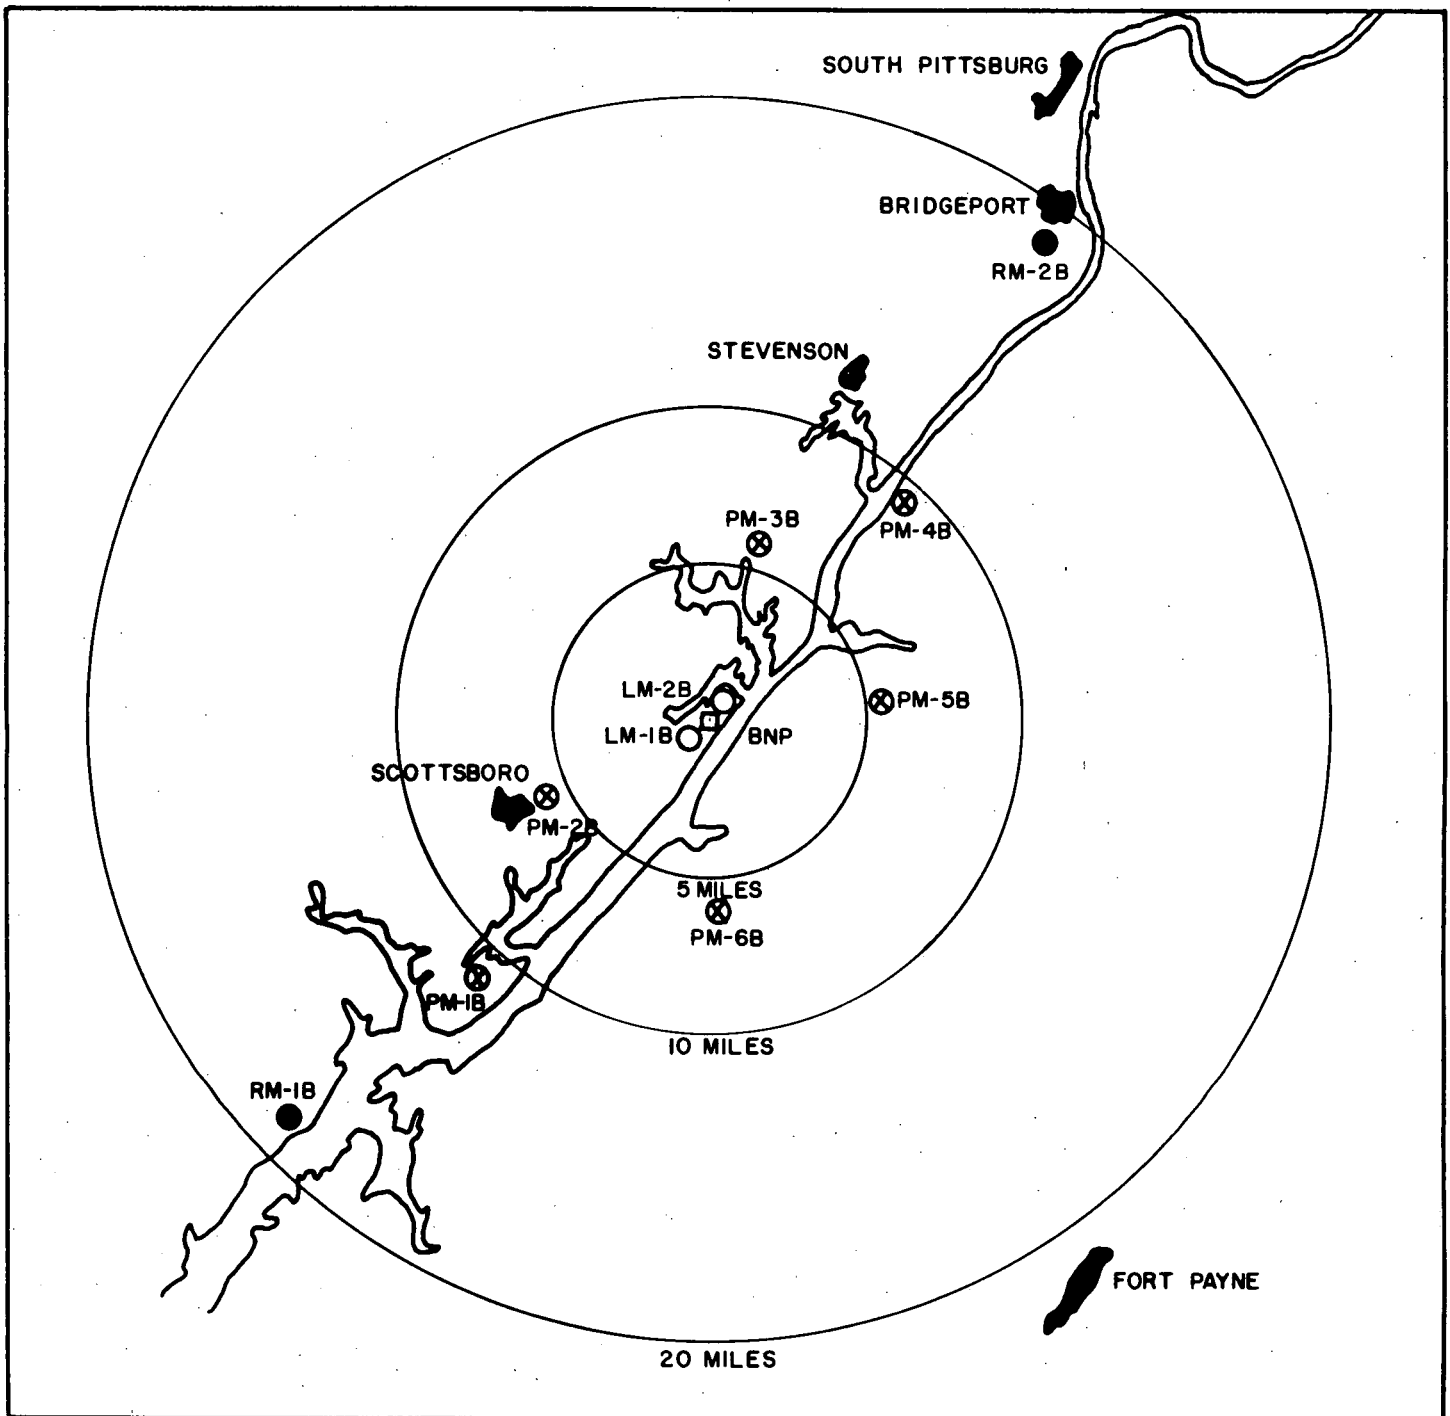 SOUTH PITTSBURG
BRIDGEPORT
RM-2B
STEVENSON
PM-3B
PM-4B
LM-2B
PM-5B
LM-1B
BNP
SCOTTSBORO
PM-2B
5 MILES
PM-6B
PM-1B
10 MILES
RM-1B
FORT PAYNE
20 MILES